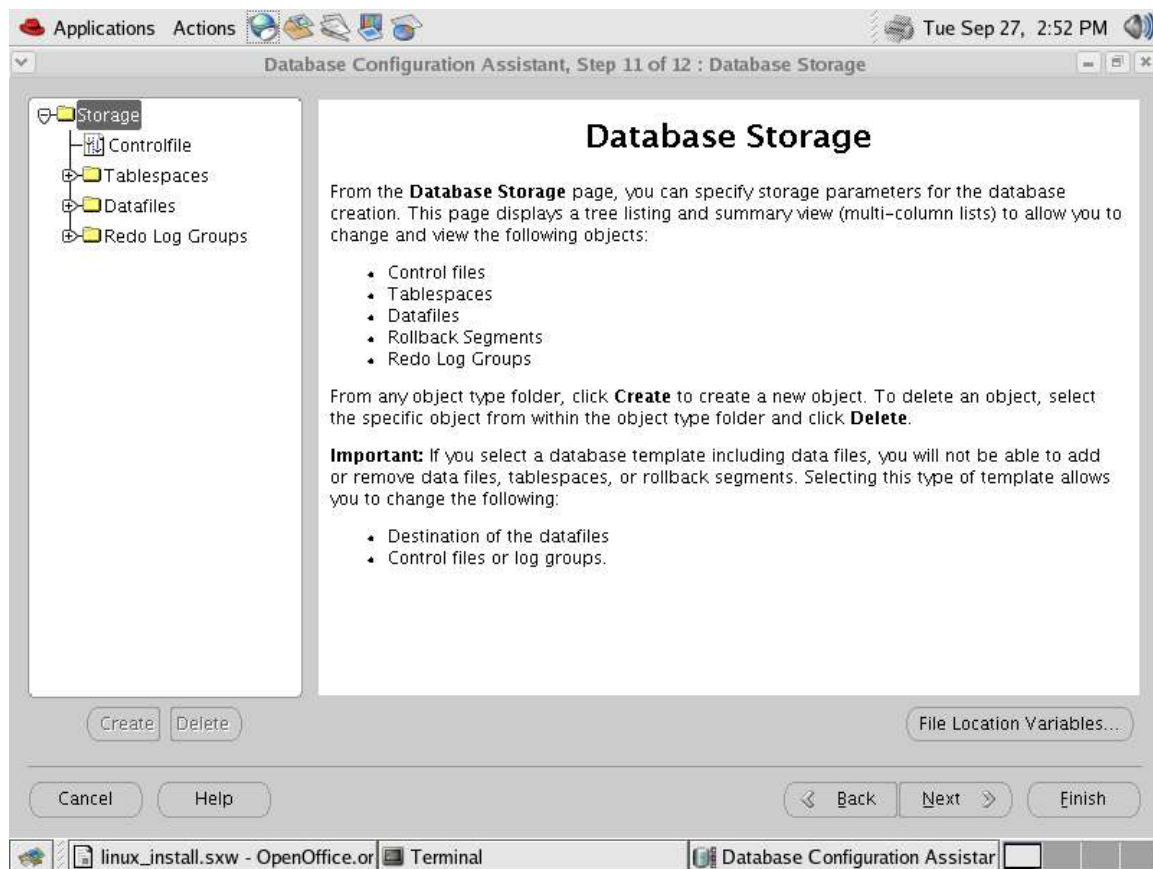 Applications Actions Tue Sep 27, 2:52 PM
Database Configuration Assistant, Step 11 of 12 : Database Storage
Storage
Controlfile
Tablespaces
Datafiles
Redo Log Groups
Database Storage
From the Database Storage page, you can specify storage parameters for the database
creation. This page displays a tree listing and summary view (multi-column lists) to allow you to
change and view the following objects:
• Control files
• Tablespaces
• Datafiles
• Rollback Segments
• Redo Log Groups
From any object type folder, click Create to create a new object. To delete an object, select
the specific object from within the object type folder and click Delete.
Important: If you select a database template including data files, you will not be able to add
or remove data files, tablespaces, or rollback segments. Selecting this type of template allows
you to change the following:
• Destination of the datafiles
• Control files or log groups.
Create Delete
File Location Variables...
Cancel Help Back Next Finish
linux_install.sxw - OpenOffice.or Terminal Database Configuration Assistar